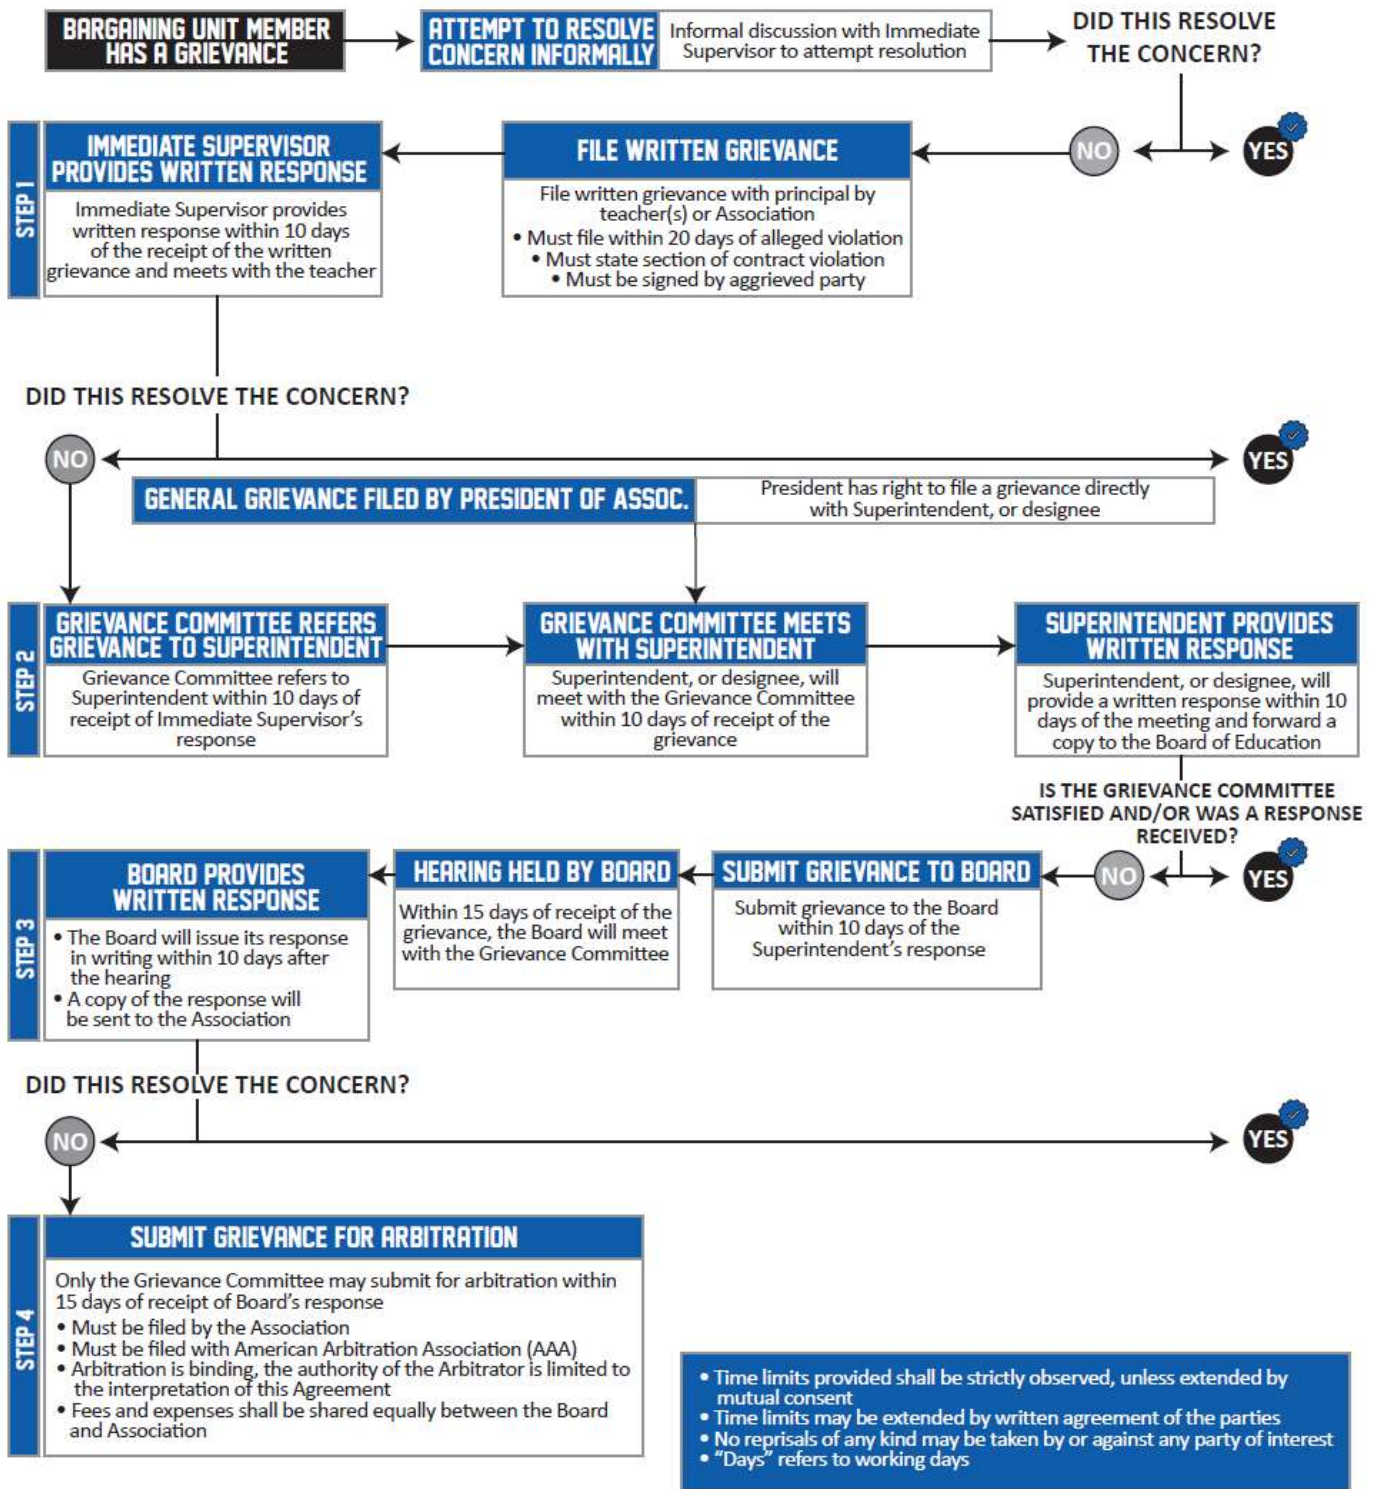 BARGAINING UNIT MEMBER
HAS A GRIEVANCE
ATTEMPT TO RESOLVE
CONCERN INFORMALLY
Informal discussion with Immediate
Supervisor to attempt resolution
DID THIS RESOLVE
THE CONCERN?
NO
YES
STEP 1
IMMEDIATE SUPERVISOR
PROVIDES WRITTEN RESPONSE
Immediate Supervisor provides
written response within 10 days
of the receipt of the written
grievance and meets with the teacher
FILE WRITTEN GRIEVANCE
File written grievance with principal by
teacher(s) or Association
• Must file within 20 days of alleged violation
• Must state section of contract violation
• Must be signed by aggrieved party
DID THIS RESOLVE THE CONCERN?
NO
YES
GENERAL GRIEVANCE FILED BY PRESIDENT OF ASSOC.
President has right to file a grievance directly
with Superintendent, or designee
STEP 2
GRIEVANCE COMMITTEE REFERS
GRIEVANCE TO SUPERINTENDENT
Grievance Committee refers to
Superintendent within 10 days of
receipt of Immediate Supervisor's
response
GRIEVANCE COMMITTEE MEETS
WITH SUPERINTENDENT
Superintendent, or designee, will
meet with the Grievance Committee
within 10 days of receipt of the
grievance
SUPERINTENDENT PROVIDES
WRITTEN RESPONSE
Superintendent, or designee, will
provide a written response within 10
days of the meeting and forward a
copy to the Board of Education
IS THE GRIEVANCE COMMITTEE
SATISFIED AND/OR WAS A RESPONSE
RECEIVED?
NO
YES
STEP 3
BOARD PROVIDES
WRITTEN RESPONSE
• The Board will issue its response
in writing within 10 days after
the hearing
• A copy of the response will
be sent to the Association
HEARING HELD BY BOARD
Within 15 days of receipt of the
grievance, the Board will meet
with the Grievance Committee
SUBMIT GRIEVANCE TO BOARD
Submit grievance to the Board
within 10 days of the
Superintendent's response
DID THIS RESOLVE THE CONCERN?
NO
YES
STEP 4
SUBMIT GRIEVANCE FOR ARBITRATION
Only the Grievance Committee may submit for arbitration within
15 days of receipt of Board's response
• Must be filed by the Association
• Must be filed with American Arbitration Association (AAA)
• Arbitration is binding, the authority of the Arbitrator is limited to
the interpretation of this Agreement
• Fees and expenses shall be shared equally between the Board
and Association
• Time limits provided shall be strictly observed, unless extended by
mutual consent
• Time limits may be extended by written agreement of the parties
• No reprisals of any kind may be taken by or against any party of interest
• "Days" refers to working days